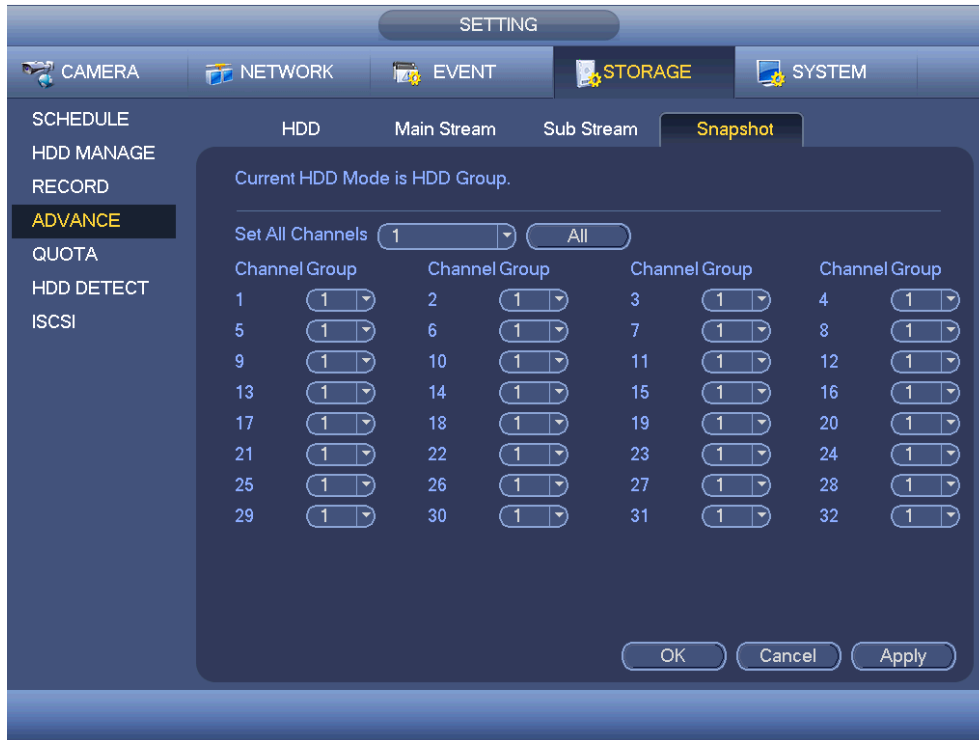 SETTING
CAMERA NETWORK EVENT STORAGE SYSTEM
SCHEDULE
HDD MANAGE
RECORD
ADVANCE
QUOTA
HDD DETECT
ISCSI
HDD Main Stream Sub Stream Snapshot
Current HDD Mode is HDD Group.
Set All Channels 1 All
Channel Group Channel Group Channel Group Channel Group
1 1 2 1 3 1 4 1
5 1 6 1 7 1 8 1
9 1 10 1 11 1 12 1
13 1 14 1 15 1 16 1
17 1 18 1 19 1 20 1
21 1 22 1 23 1 24 1
25 1 26 1 27 1 28 1
29 1 30 1 31 1 32 1
OK Cancel Apply